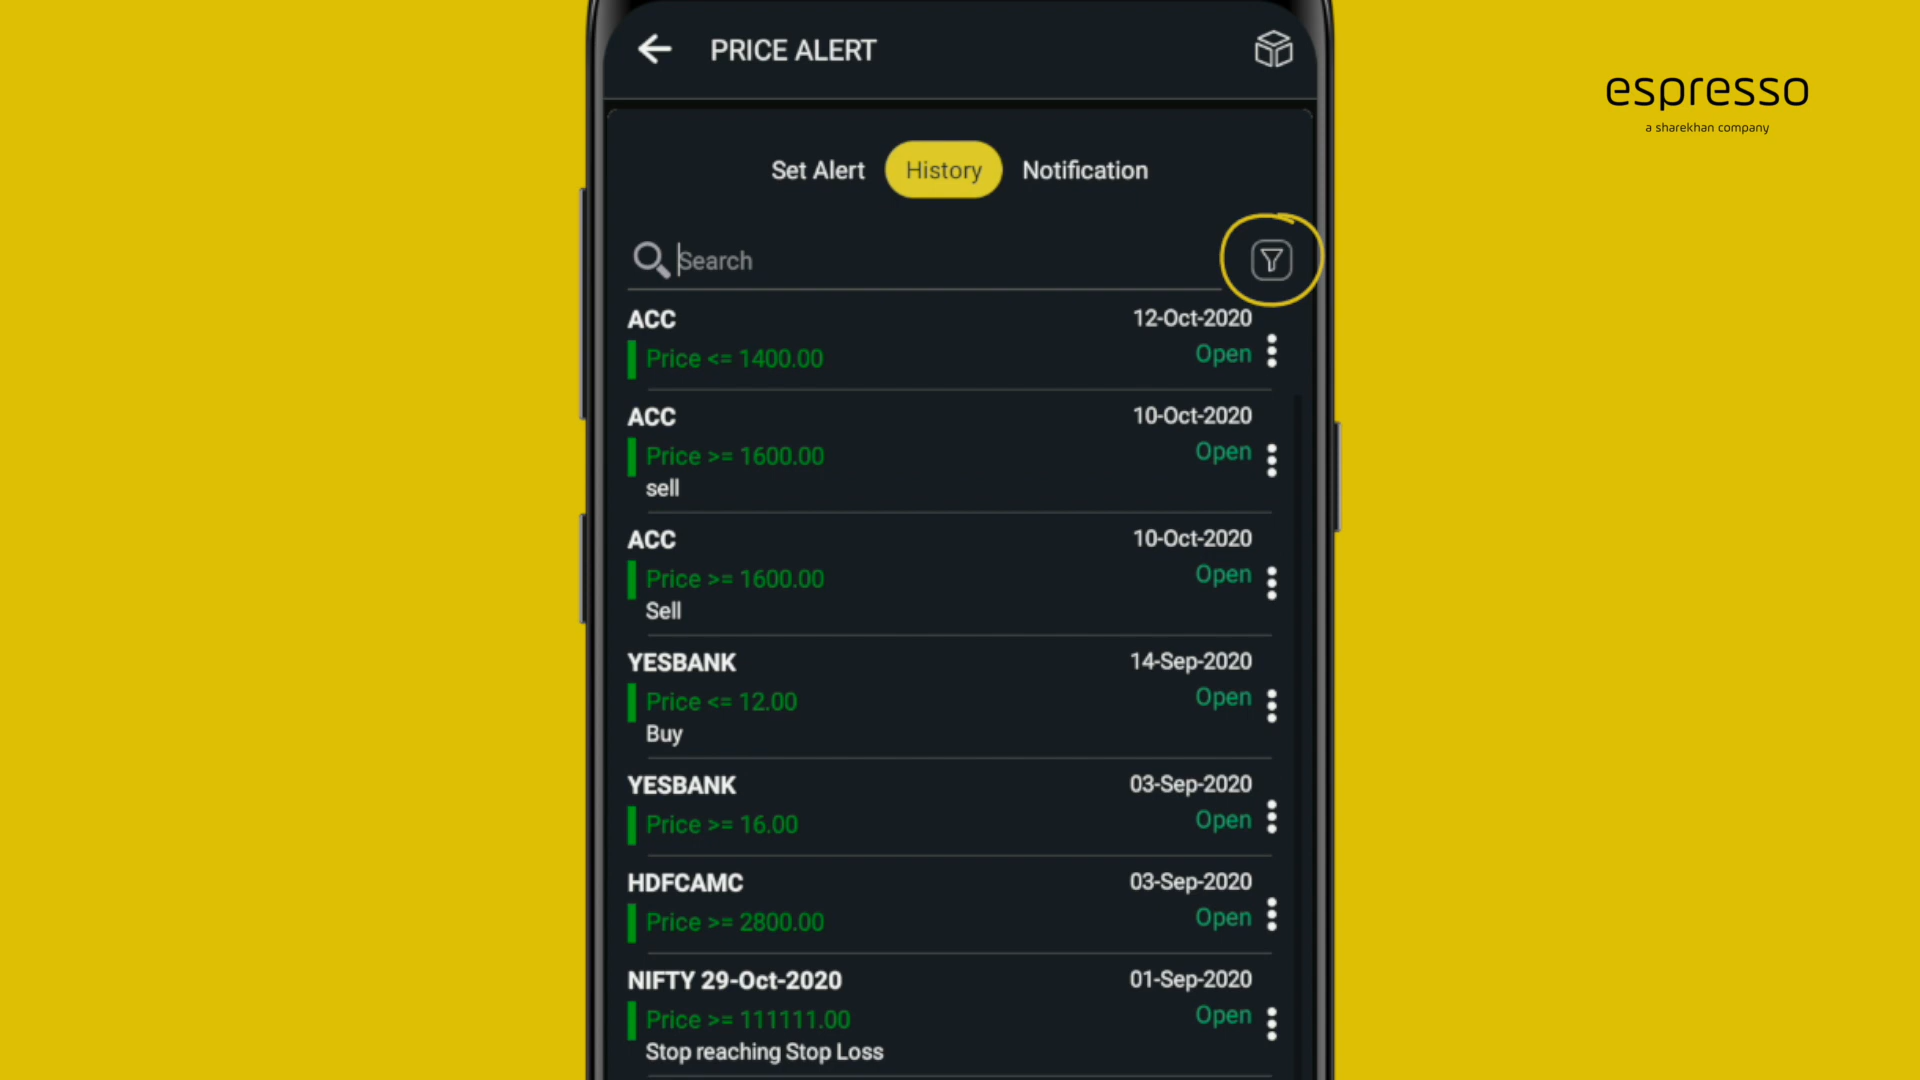 PRICE ALERT
espresso
a sharekhan company
Set Alert History Notification
Search
ACC 12-Oct-2020
Price <= 1400.00 Open
ACC 10-Oct-2020
Price >= 1600.00 Open
sell
ACC 10-Oct-2020
Price >= 1600.00 Open
Sell
YESBANK 14-Sep-2020
Price <= 12.00 Open
Buy
YESBANK 03-Sep-2020
Price >= 16.00 Open
HDFCAMC 03-Sep-2020
Price >= 2800.00 Open
NIFTY 29-Oct-2020 01-Sep-2020
Price >= 111111.00 Open
Stop reaching Stop Loss